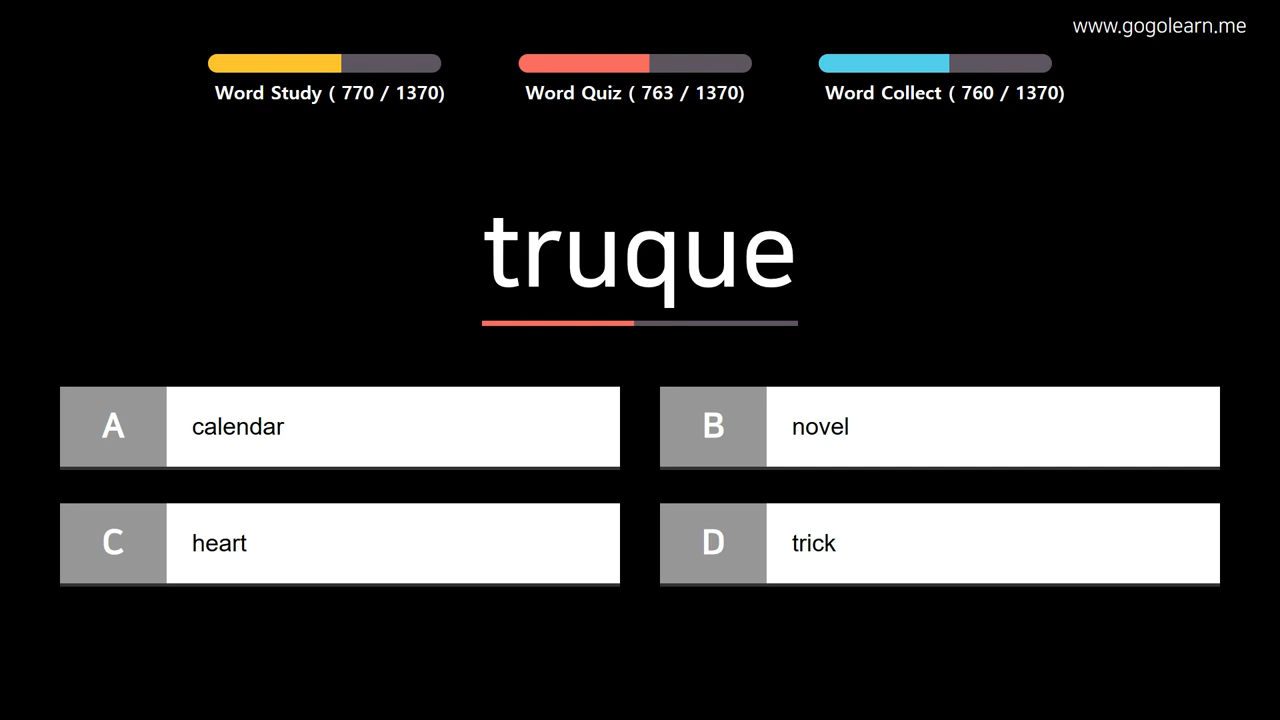 www.gogolearn.me
Word Study ( 770 / 1370)
Word Quiz ( 763 / 1370)
Word Collect ( 760 / 1370)
truque
A calendar
B novel
C heart
D trick